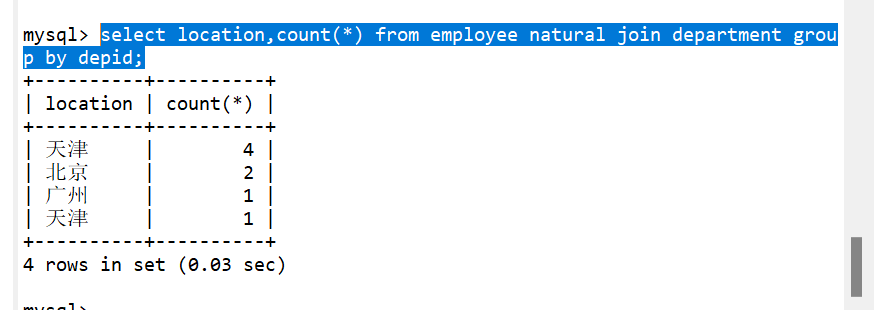 mysql> select location,count(*) from employee natural join department grou
p by depid;
+----------+----------+
| location | count(*) |
+----------+----------+
| 天津     |        4 |
| 北京     |        2 |
| 广州     |        1 |
| 天津     |        1 |
+----------+----------+
4 rows in set (0.03 sec)
mysql>